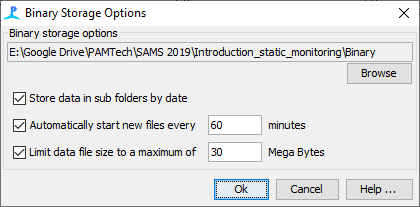 Binary Storage Options
Binary storage options
E:\Google Drive\PAMTech\SAMS 2019\Introduction_static_monitoring\Binary
Browse
Store data in sub folders by date
Automatically start new files every 60 minutes
Limit data file size to a maximum of 30 Mega Bytes
Ok Cancel Help ...